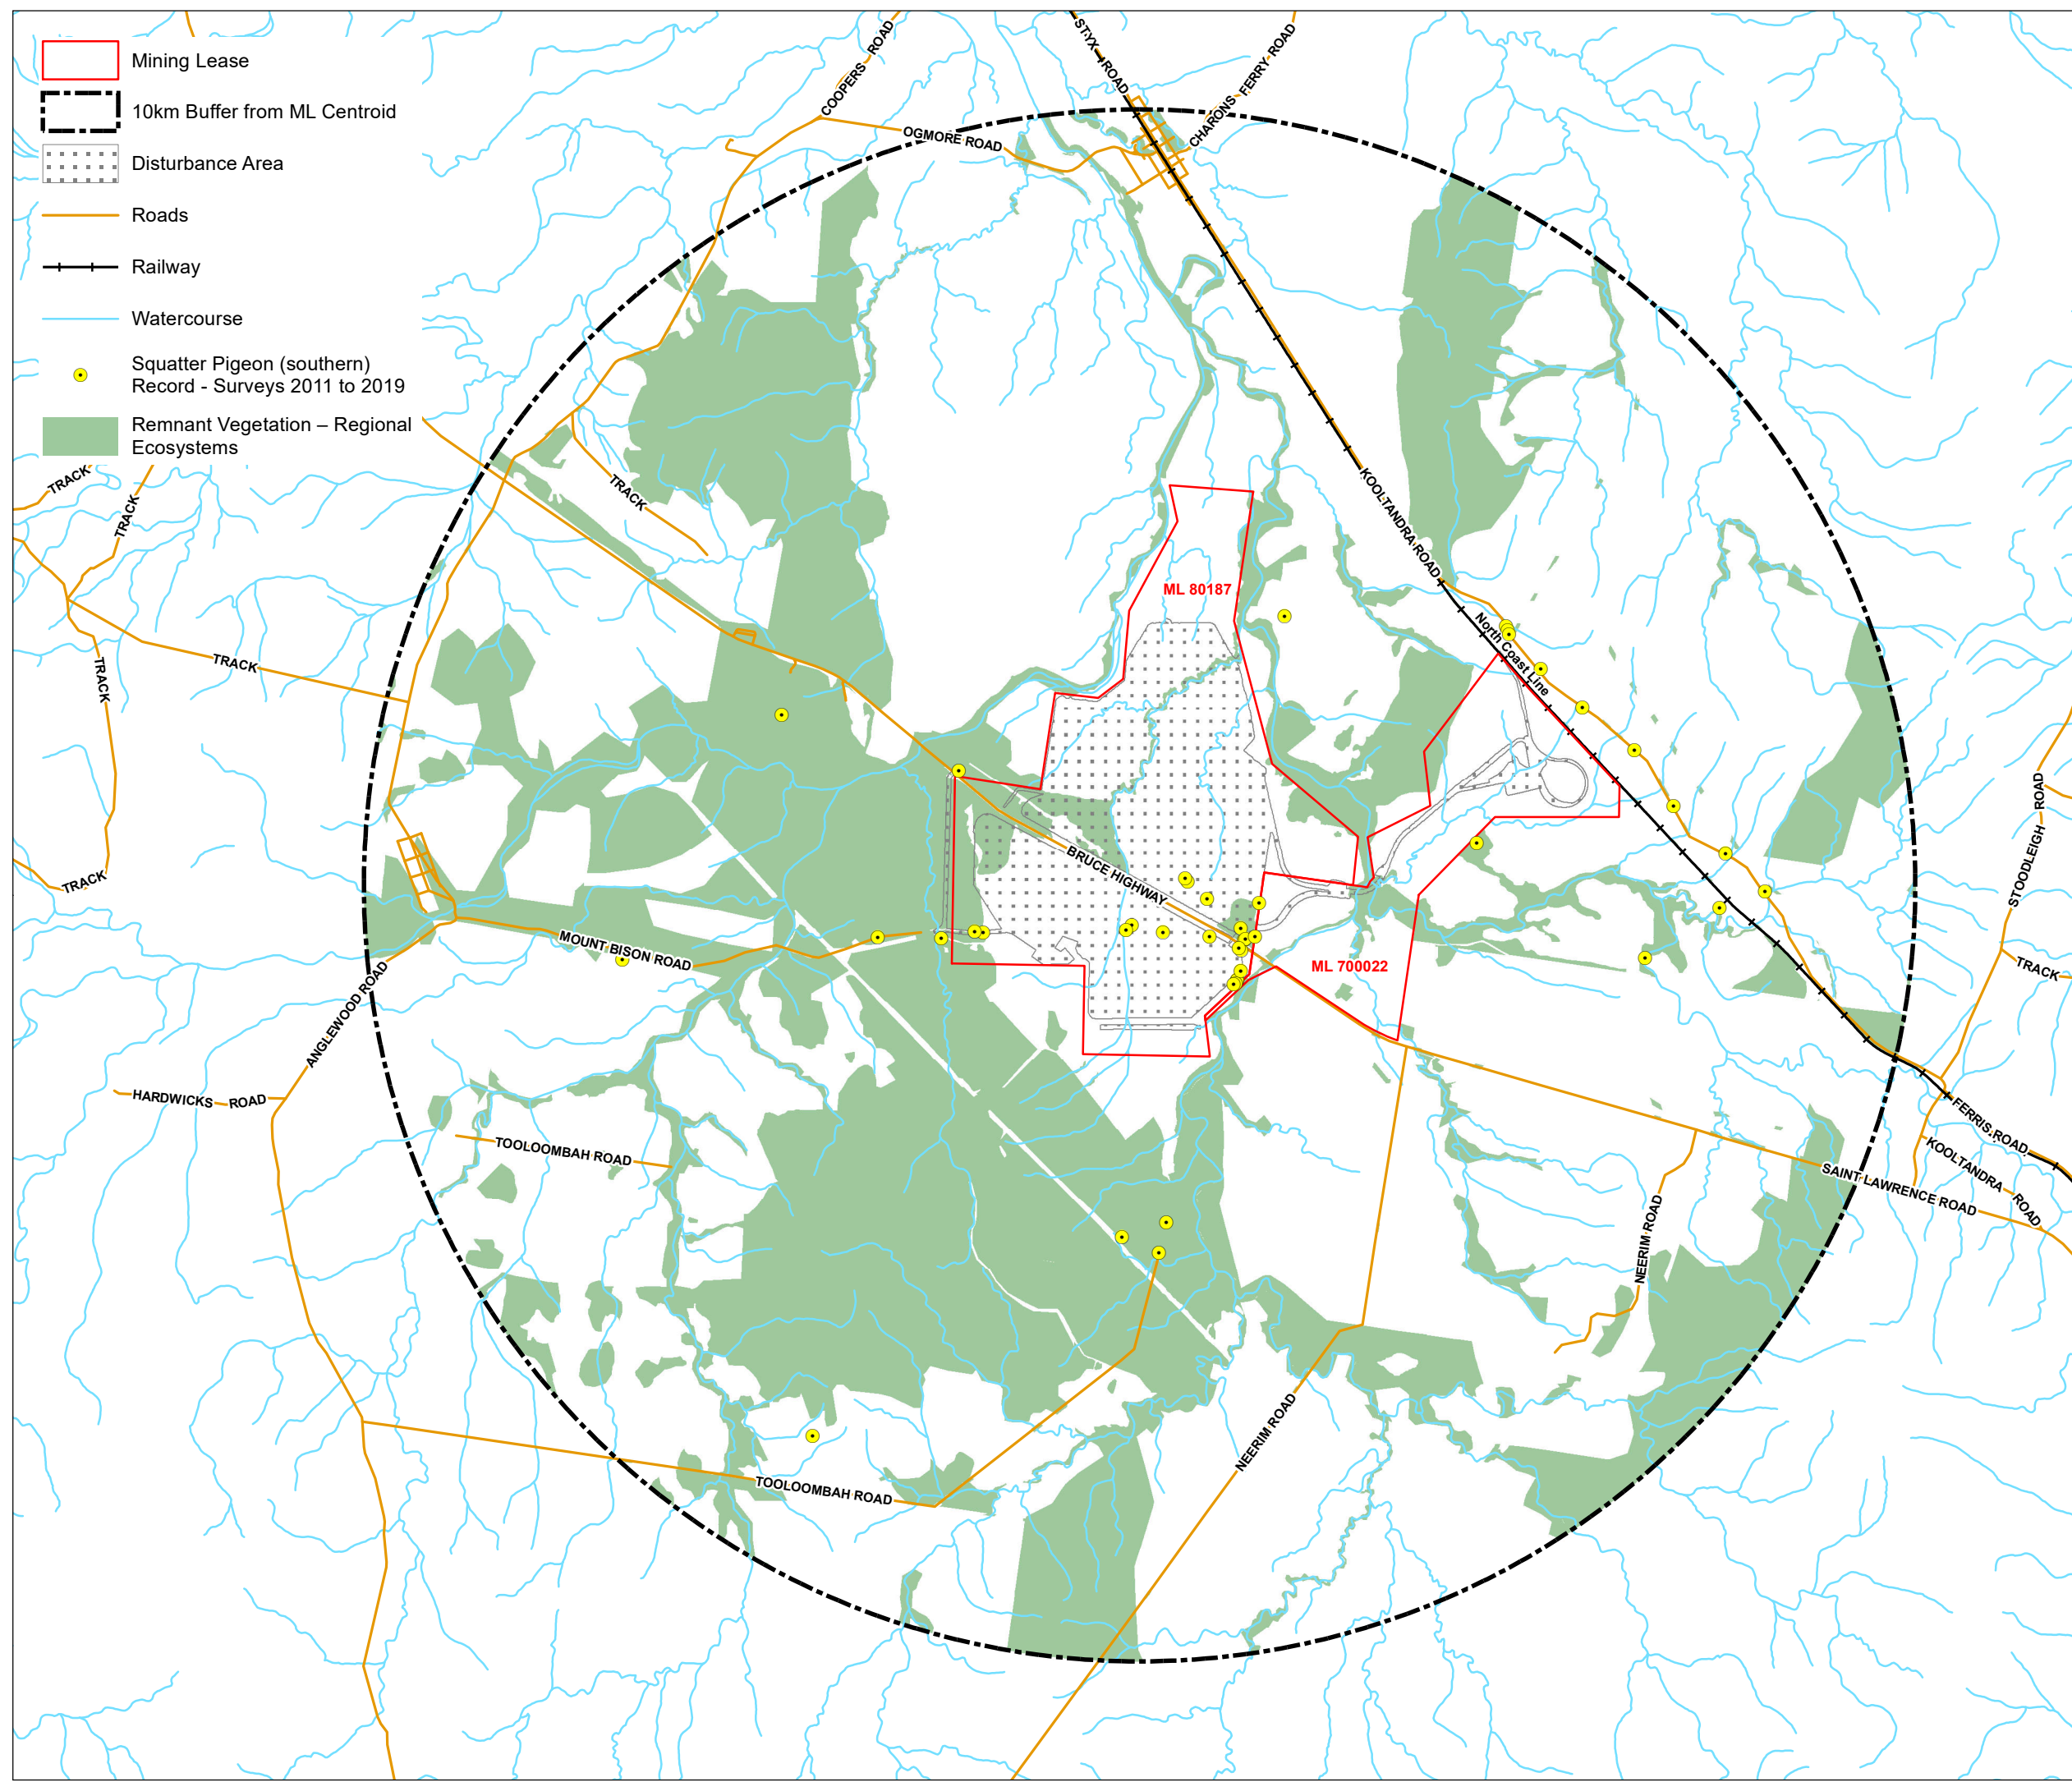 Mining Lease
10km Buffer from ML Centroid
Disturbance Area
Roads
Railway
Watercourse
Squatter Pigeon (southern)
Record - Surveys 2011 to 2019
Remnant Vegetation – Regional
Ecosystems
COOPERS ROAD
STYX ROAD
CHARONS FERRY ROAD
OGMORE ROAD
TRACK
TRACK
TRACK
KOOLTANDRA ROAD
ML 80187
North Coast Line
TRACK
TRACK
STOODLEIGH ROAD
BRUCE HIGHWAY
TRACK
MOUNT BISON ROAD
ML 700022
TRACK
ANGLEWOOD ROAD
HARDWICKS ROAD
FERRIS ROAD
TOOLOOMBAH ROAD
KOOLTANDRA ROAD
SAINT LAWRENCE ROAD
NEERIM ROAD
NEERIM ROAD
TOOLOOMBAH ROAD